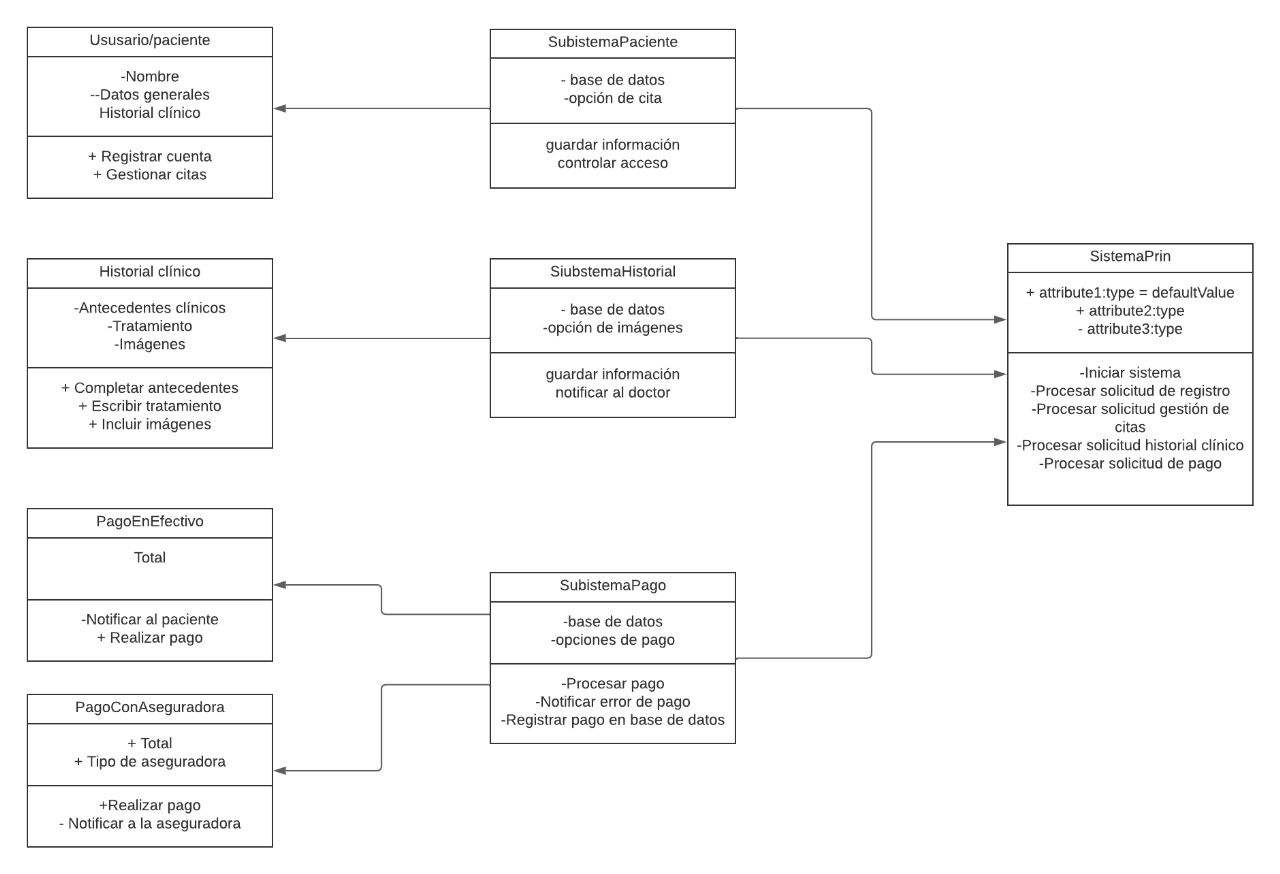 Ususario/paciente
-Nombre
--Datos generales
Historial clínico
+ Registrar cuenta
+ Gestionar citas
SubistemaPaciente
- base de datos
-opción de cita
guardar información
controlar acceso
SistemaPrin
+ attribute1:type = defaultValue
+ attribute2:type
- attribute3:type
-Iniciar sistema
-Procesar solicitud de registro
-Procesar solicitud gestión de
citas
-Procesar solicitud historial clínico
-Procesar solicitud de pago
Historial clínico
-Antecedentes clínicos
-Tratamiento
-Imágenes
+ Completar antecedentes
+ Escribir tratamiento
+ Incluir imágenes
SiubstemaHistorial
- base de datos
-opción de imágenes
guardar información
notificar al doctor
PagoEnEfectivo
Total
-Notificar al paciente
+ Realizar pago
SubistemaPago
-base de datos
-opciones de pago
-Procesar pago
-Notificar error de pago
-Registrar pago en base de datos
PagoConAseguradora
+ Total
+ Tipo de aseguradora
+Realizar pago
- Notificar a la aseguradora